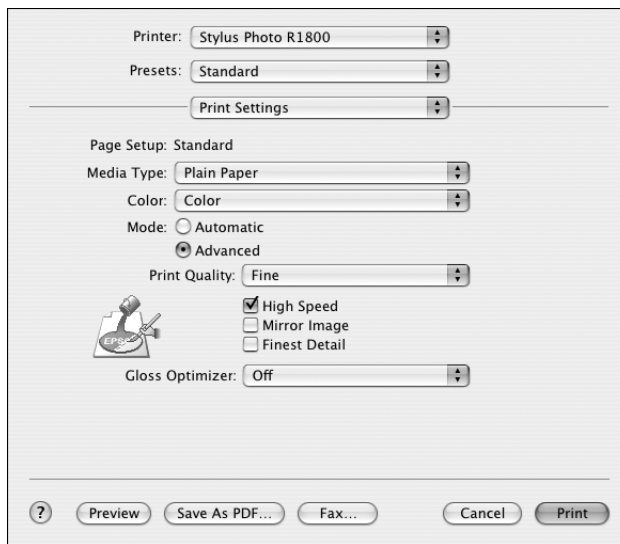 Printer: Stylus Photo R1800
Presets: Standard
Print Settings
Page Setup: Standard
Media Type: Plain Paper
Color: Color
Mode: Automatic
Advanced
Print Quality: Fine
High Speed
Mirror Image
Finest Detail
EPSO
Gloss Optimizer: Off
? Preview Save As PDF... Fax... Cancel Print